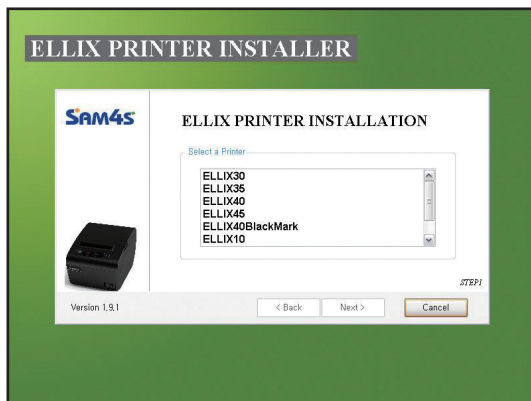 ELLIX PRINTER INSTALLER
SAM4S
ELLIX PRINTER INSTALLATION
Select a Printer
ELLIX30
ELLIX35
ELLIX40
ELLIX45
ELLIX40BlackMark
ELLIX10
STEP1
Version 1,9,1
< Back
Next >
Cancel